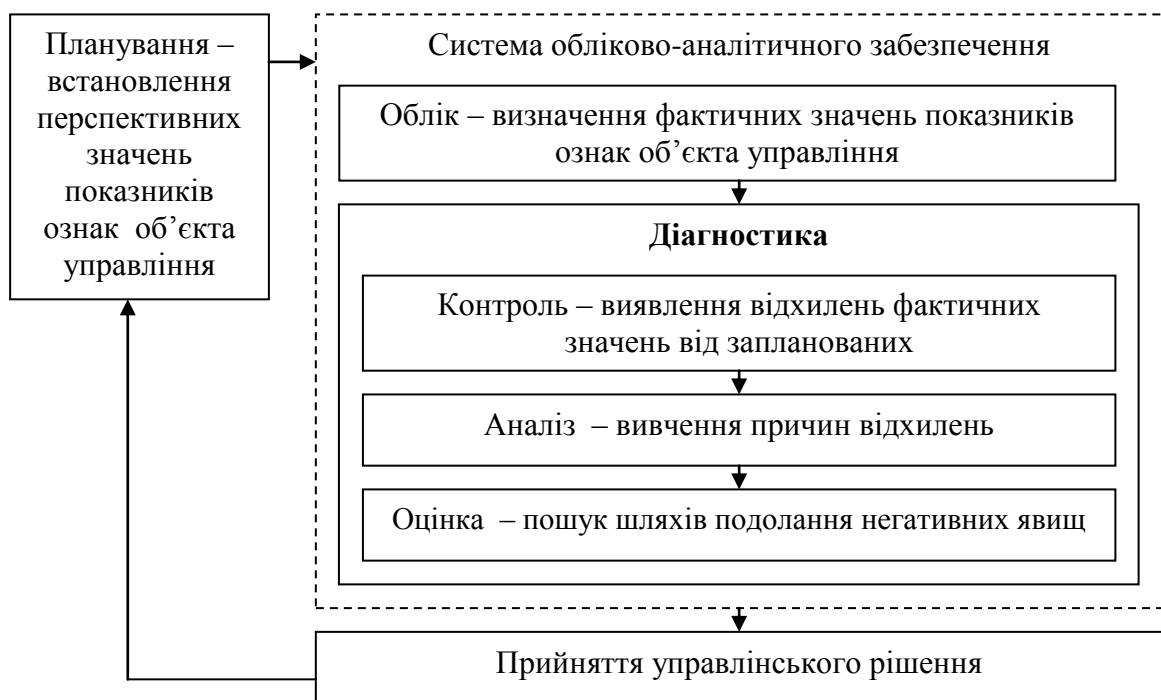 Планування –
встановлення
перспективних
значень
показників
ознак об’єкта
управління
Система обліково-аналітичного забезпечення
Облік – визначення фактичних значень показників
ознак об’єкта управління
Діагностика
Контроль – виявлення відхилень фактичних
значень від запланованих
Аналіз – вивчення причин відхилень
Оцінка – пошук шляхів подолання негативних явищ
Прийняття управлінського рішення